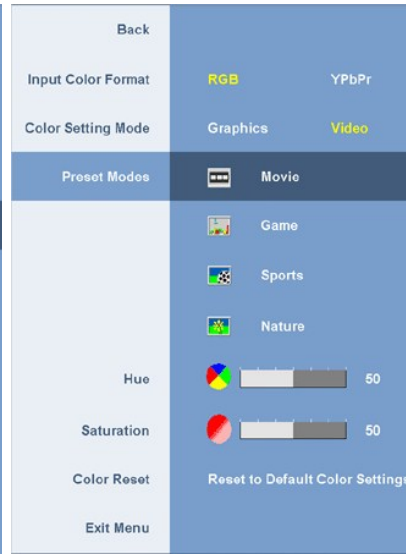 Back
Input Color Format RGB YPbPr
Color Setting Mode Graphics Video
Preset Modes Movie
Game
Sports
Nature
Hue 50
Saturation 50
Color Reset Reset to Default Color Settings
Exit Menu